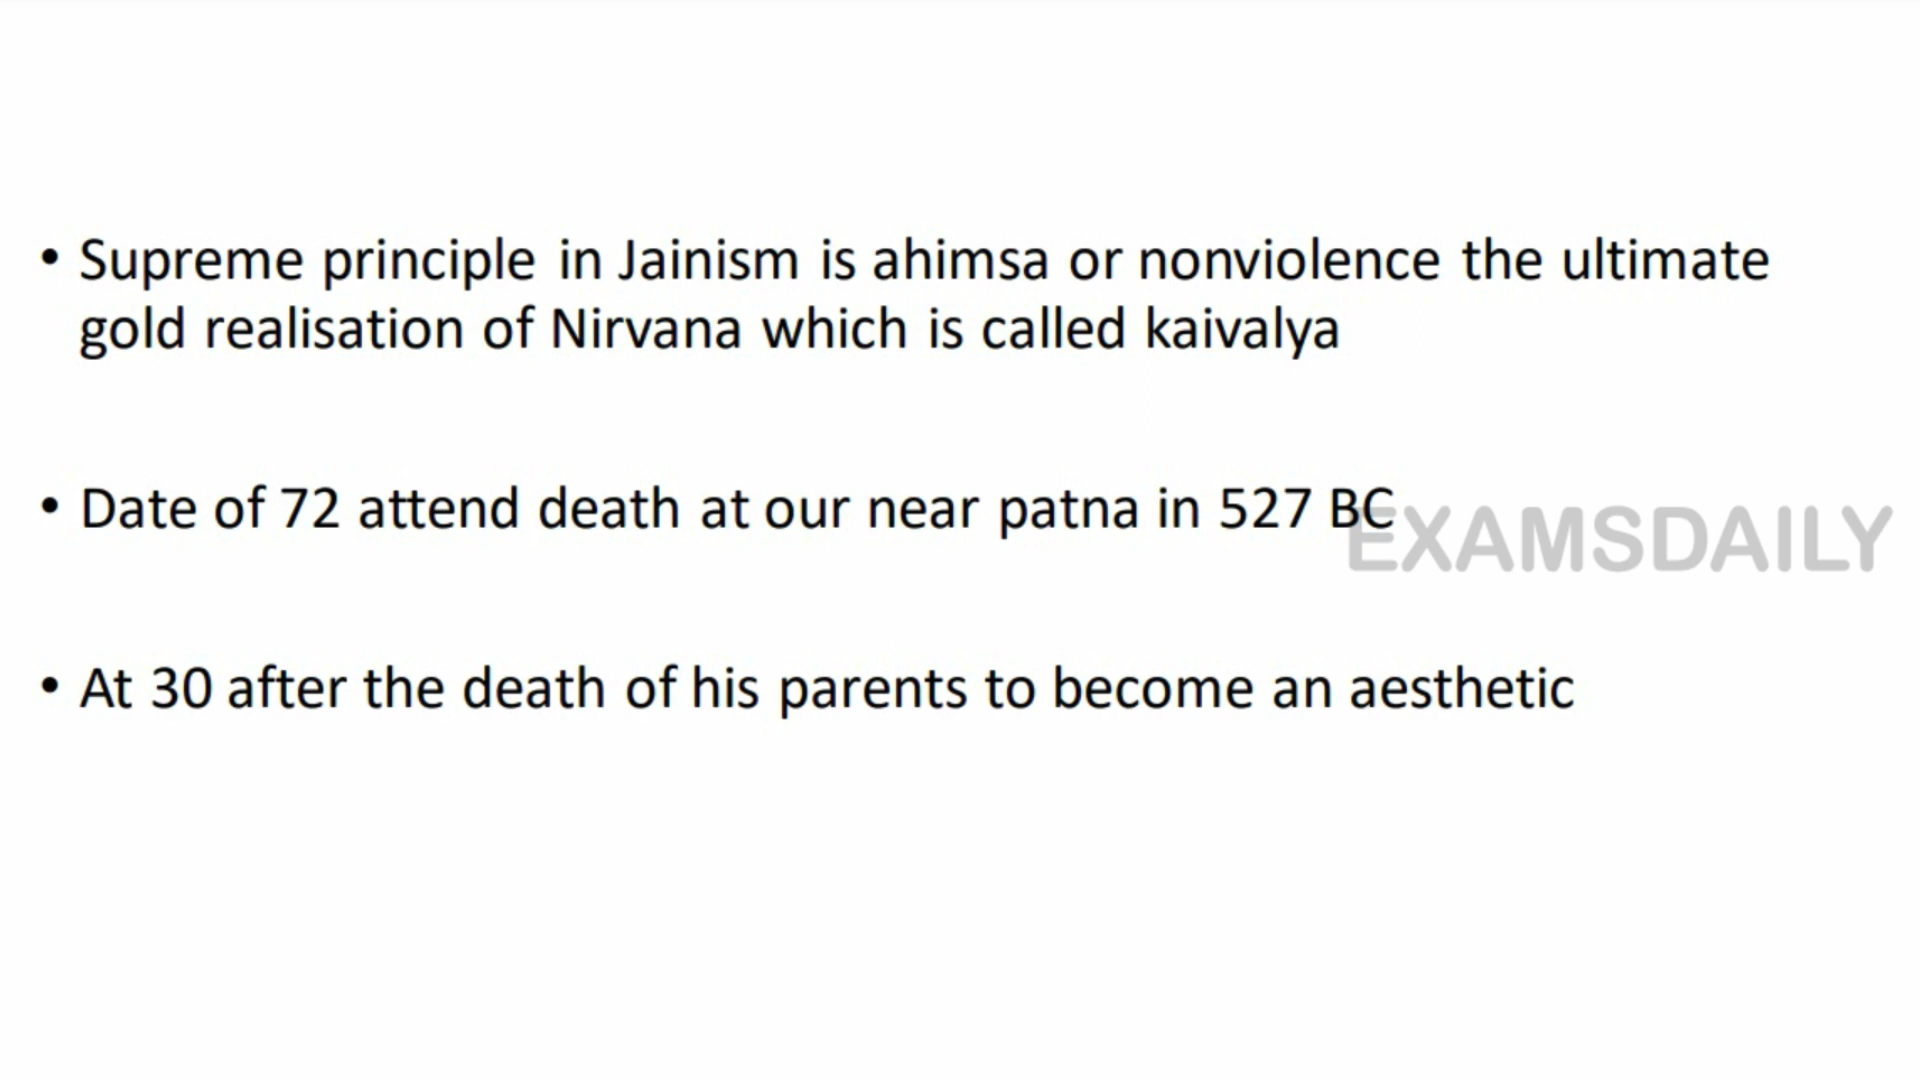 • Supreme principle in Jainism is ahimsa or nonviolence the ultimate
gold realisation of Nirvana which is called kaivalya
• Date of 72 attend death at our near patna in 527 BC
EXAMSDAILY
• At 30 after the death of his parents to become an aesthetic